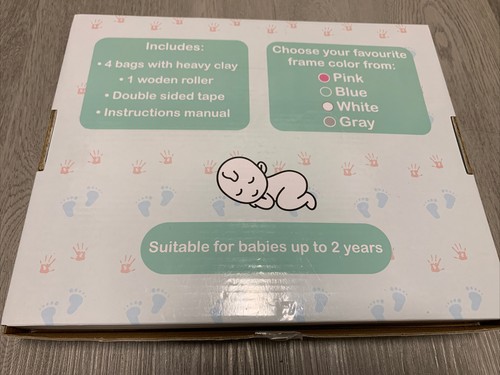 Includes:
• 4 bags with heavy clay
• 1 woden roller
• Double sided tape
• Instructions manual
Choose your favourite
frame color from:
Pink
Blue
White
Gray
Suitable for babies up to 2 years